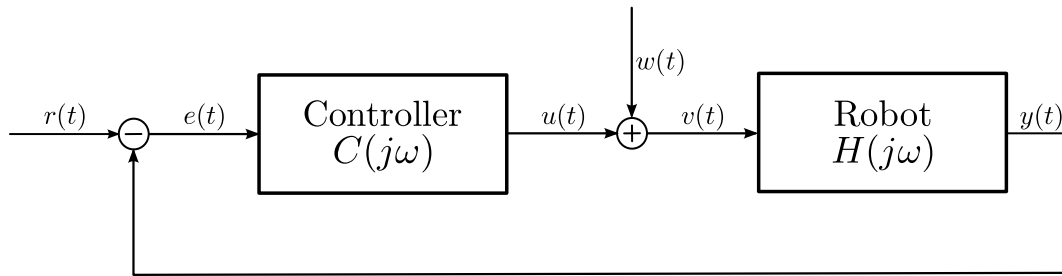 w(t)
r(t)
−
e(t)
Controller
C(jω)
u(t)
+
v(t)
Robot
H(jω)
y(t)